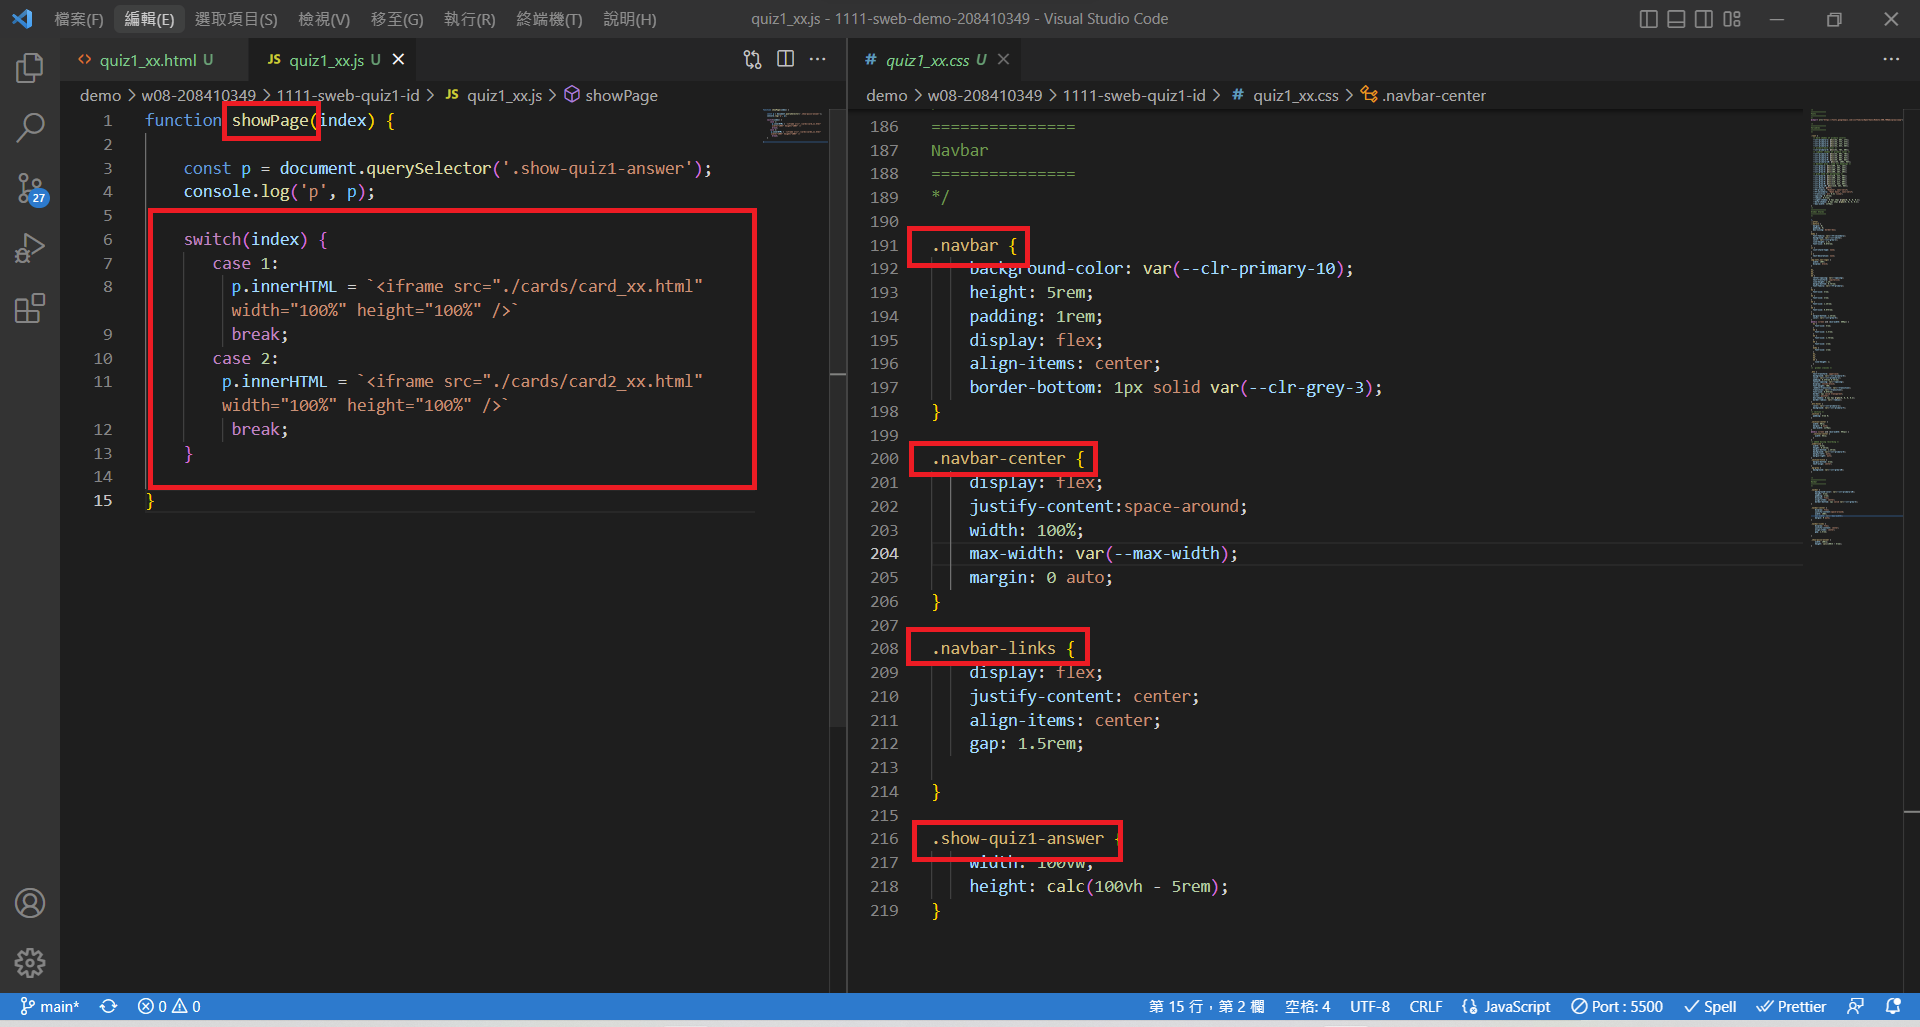 檔案(F) 編輯(E) 選取項目(S) 檢視(V) 移至(G) 執行(R) 終端機(T) 說明(H) quiz1_xx.js - 1111-sweb-demo-208410349 - Visual Studio Code
quiz1_xx.html U
JS quiz1_xx.js U
demo > w08-208410349 > 1111-sweb-quiz1-id > JS quiz1_xx.js > showPage
1 function showPage(index) {
2
3 const p = document.querySelector('.show-quiz1-answer');
4 console.log('p', p);
5
6 switch(index) {
7 case 1:
8 p.innerHTML = `<iframe src="./cards/card_xx.html"
width="100%" height="100%" />`
9 break;
10 case 2:
11 p.innerHTML = `<iframe src="./cards/card2_xx.html"
width="100%" height="100%" />`
12 break;
13 }
14
15 }
# quiz1_xx.css U
demo > w08-208410349 > 1111-sweb-quiz1-id > # quiz1_xx.css > .navbar-center
186 ===============
187 Navbar
188 ===============
189 */
190
191 .navbar {
192 background-color: var(--clr-primary-10);
193 height: 5rem;
194 padding: 1rem;
195 display: flex;
196 align-items: center;
197 border-bottom: 1px solid var(--clr-grey-3);
198 }
199
200 .navbar-center {
201 display: flex;
202 justify-content:space-around;
203 width: 100%;
204 max-width: var(--max-width);
205 margin: 0 auto;
206 }
207
208 .navbar-links {
209 display: flex;
210 justify-content: center;
211 align-items: center;
212 gap: 1.5rem;
213
214 }
215
216 .show-quiz1-answer {
217 width: 100vw;
218 height: calc(100vh - 5rem);
219 }
27
main* 0 0 第 15 行，第 2 欄 空格: 4 UTF-8 CRLF JavaScript Port : 5500 Spell Prettier